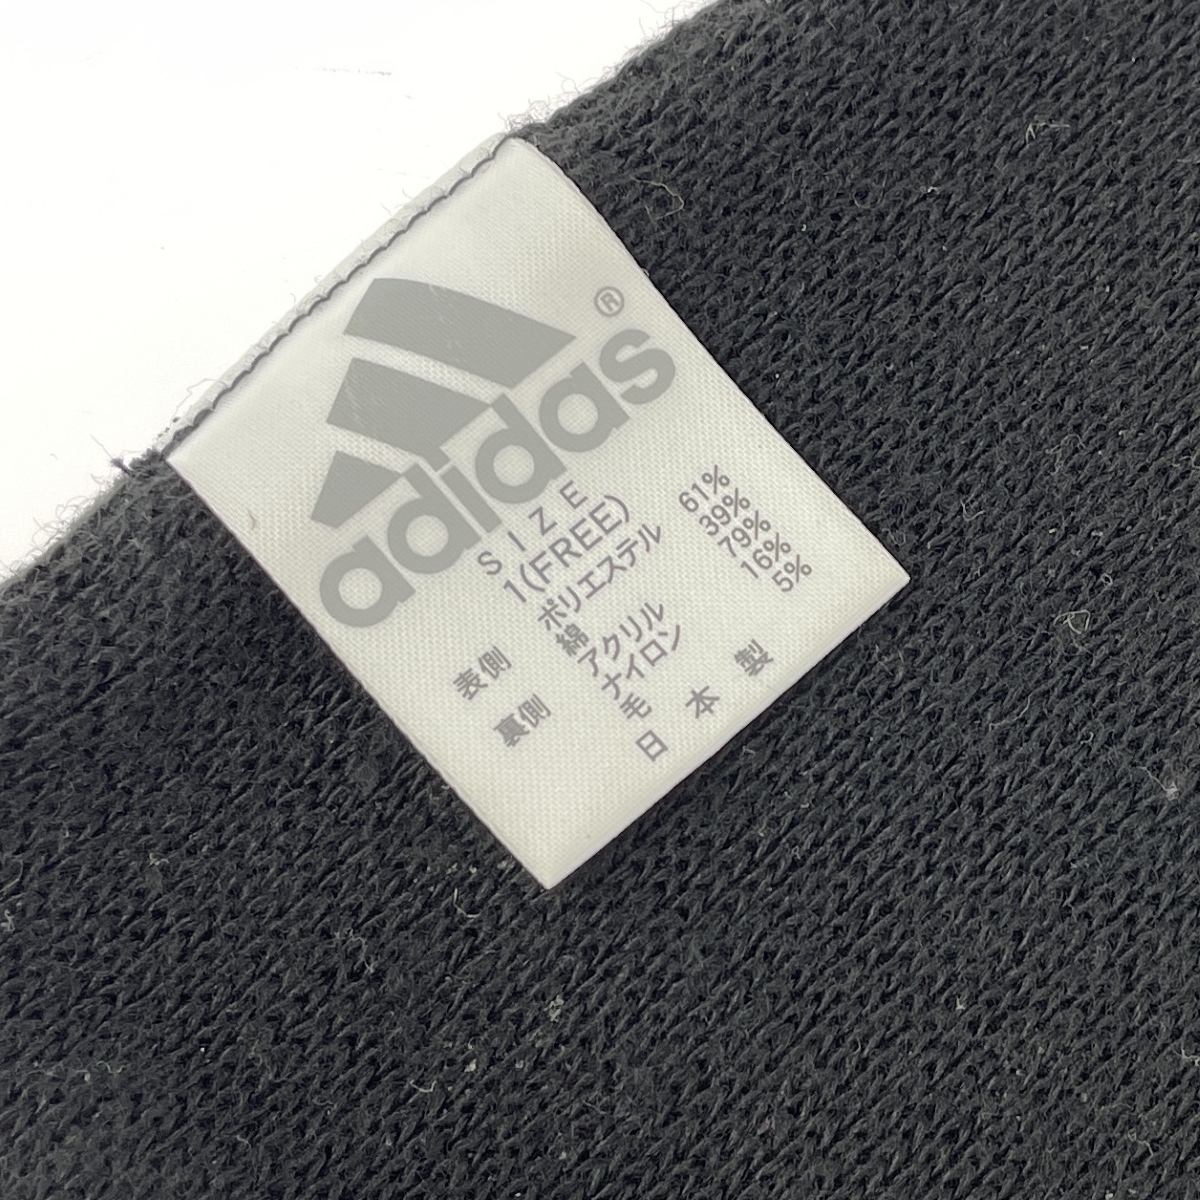 adidas®
SIZE
1(FREE)
表側 ポリエステル 61%
綿 39%
裏側 アクリル 79%
ナイロン 16%
毛 5%
日本製